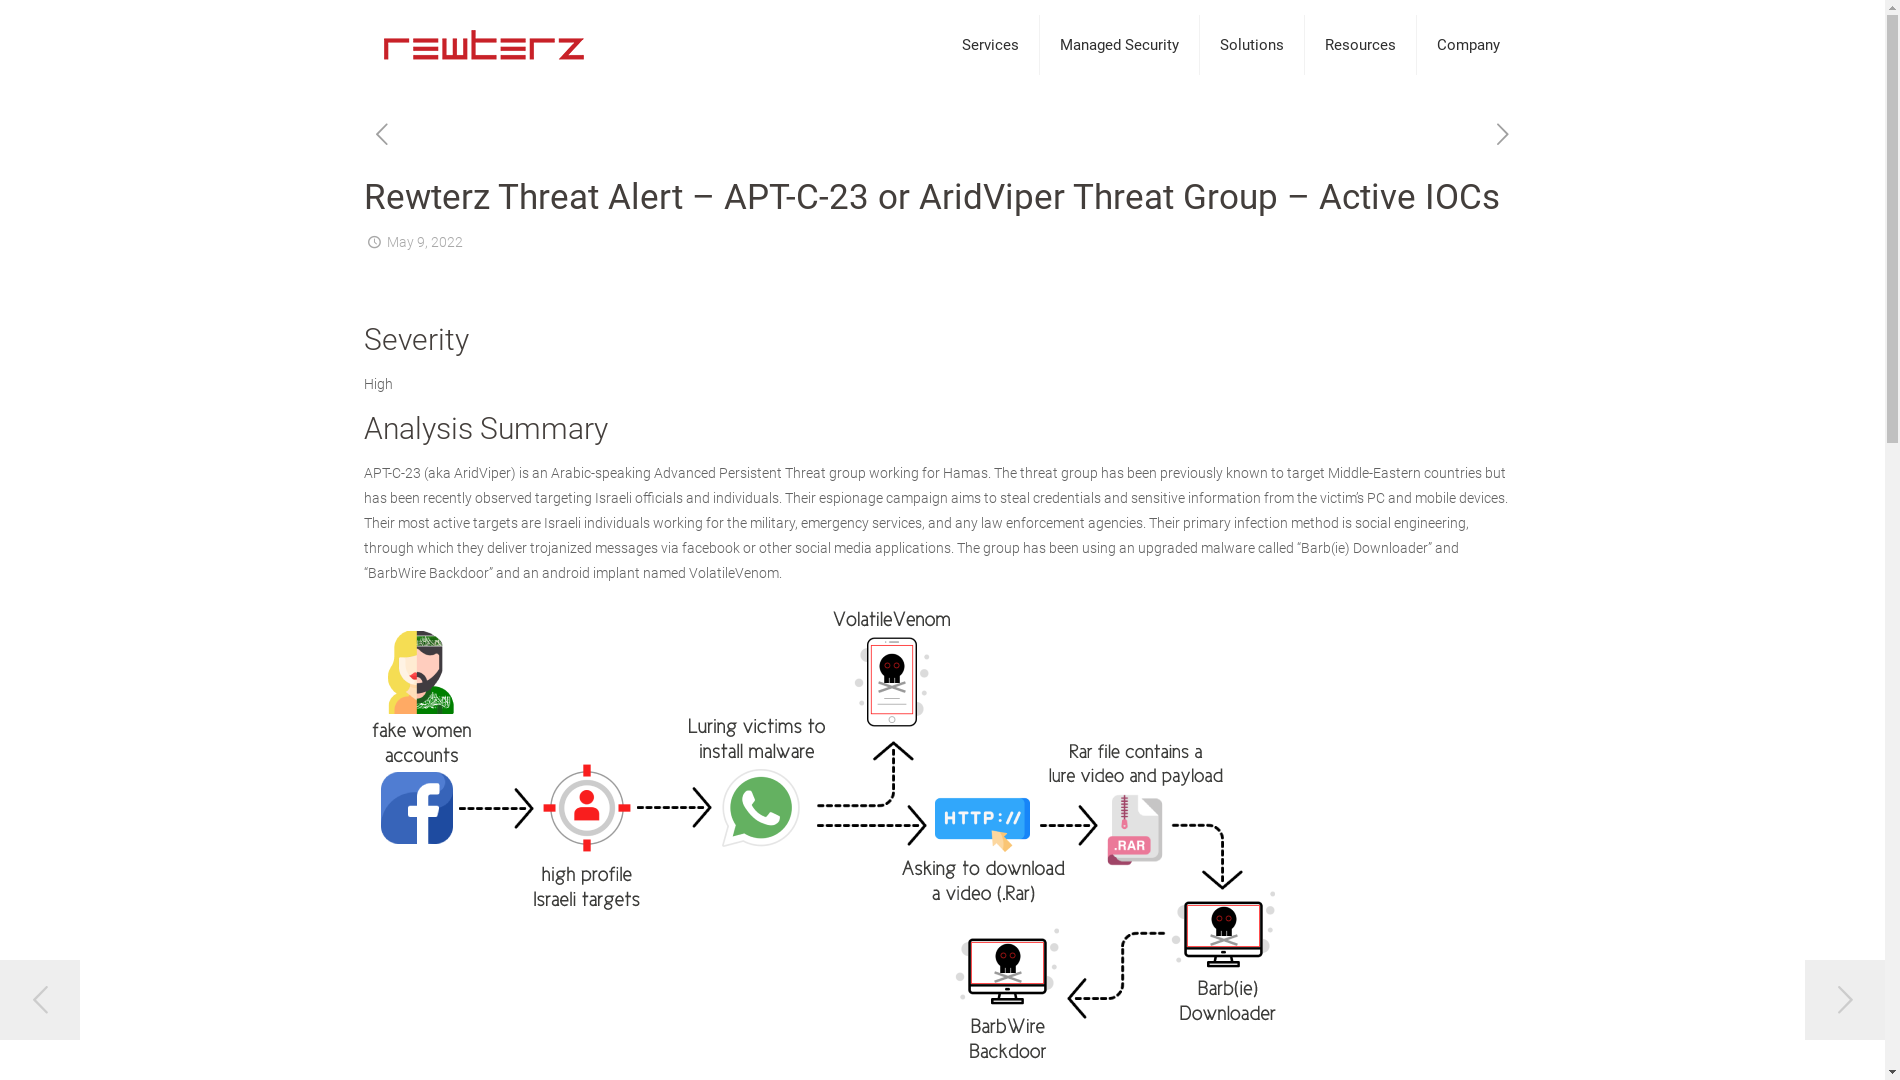 rewterz
Services
Managed Security
Solutions
Resources
Company
Rewterz Threat Alert – APT-C-23 or AridViper Threat Group – Active IOCs
May 9, 2022
Severity
High
Analysis Summary
APT-C-23 (aka AridViper) is an Arabic-speaking Advanced Persistent Threat group working for Hamas. The threat group has been previously known to target Middle-Eastern countries but
has been recently observed targeting Israeli officials and individuals. Their espionage campaign aims to steal credentials and sensitive information from the victim’s PC and mobile devices.
Their most active targets are Israeli individuals working for the military, emergency services, and any law enforcement agencies. Their primary infection method is social engineering,
through which they deliver trojanized messages via facebook or other social media applications. The group has been using an upgraded malware called “Barb(ie) Downloader” and
“BarbWire Backdoor” and an android implant named VolatileVenom.
VolatileVenom
fake women
accounts
Luring victims to
install malware
Rar file contains a
lure video and payload
HTTP://
.RAR
high profile
Israeli targets
Asking to download
a video (.Rar)
Barb(ie)
Downloader
BarbWire
Backdoor